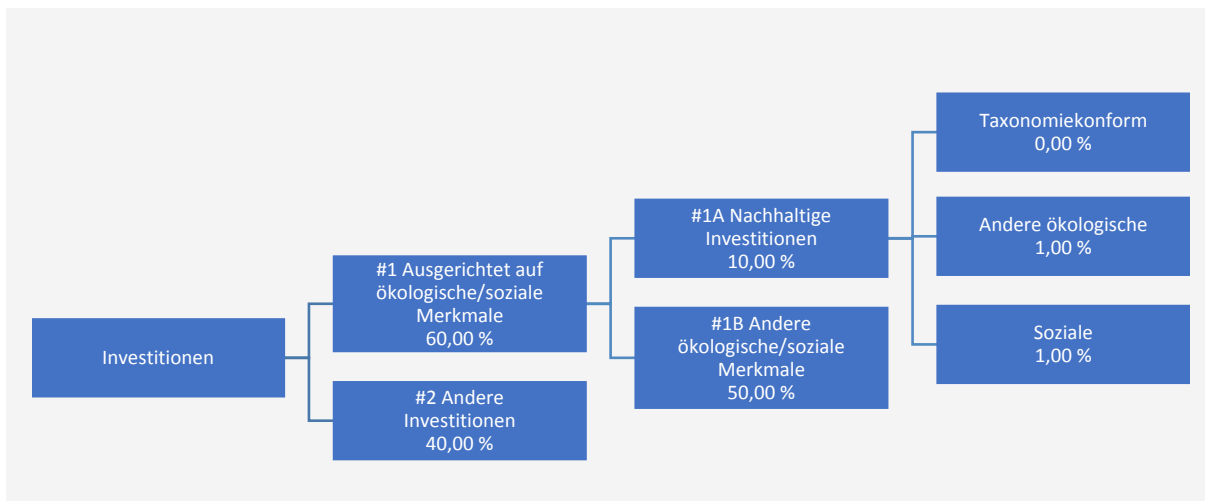 Investitionen
#1 Ausgerichtet auf
ökologische/soziale
Merkmale
60,00 %
#2 Andere
Investitionen
40,00 %
#1A Nachhaltige
Investitionen
10,00 %
#1B Andere
ökologische/soziale
Merkmale
50,00 %
Taxonomiekonform
0,00 %
Andere ökologische
1,00 %
Soziale
1,00 %